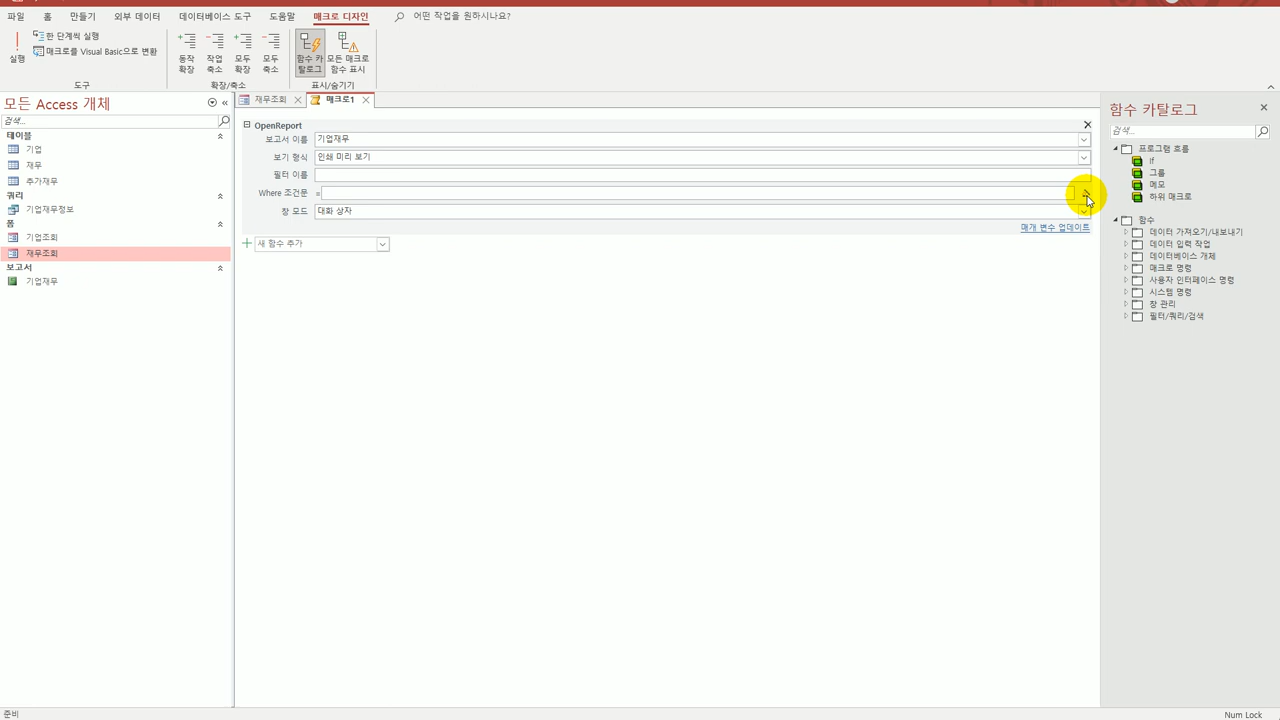 파일 홈 만들기 외부 데이터 데이터베이스 도구 도움말 매크로 디자인 어떤 작업을 원하시나요?
실행
한 단계씩 실행
매크로를 Visual Basic으로 변환
도구
동작 확장
작업 축소
모두 확장
모두 축소
확장/축소
함수 카탈로그
모든 매크로 함수 표시
표시/숨기기
모든 Access 개체
검색...
테이블
기업
재무
추가재무
쿼리
기업재무정보
폼
기업조회
재무조회
보고서
기업재무
재무조회 매크로1
OpenReport
보고서 이름 기업재무
보기 형식 인쇄 미리 보기
필터 이름
Where 조건문 =
창 모드 대화 상자
매개 변수 업데이트
새 함수 추가
함수 카탈로그
검색...
프로그램 흐름
If
그룹
메모
하위 매크로
함수
데이터 가져오기/내보내기
데이터 입력 작업
데이터베이스 개체
매크로 명령
사용자 인터페이스 명령
시스템 명령
창 관리
필터/쿼리/검색
준비
Num Lock